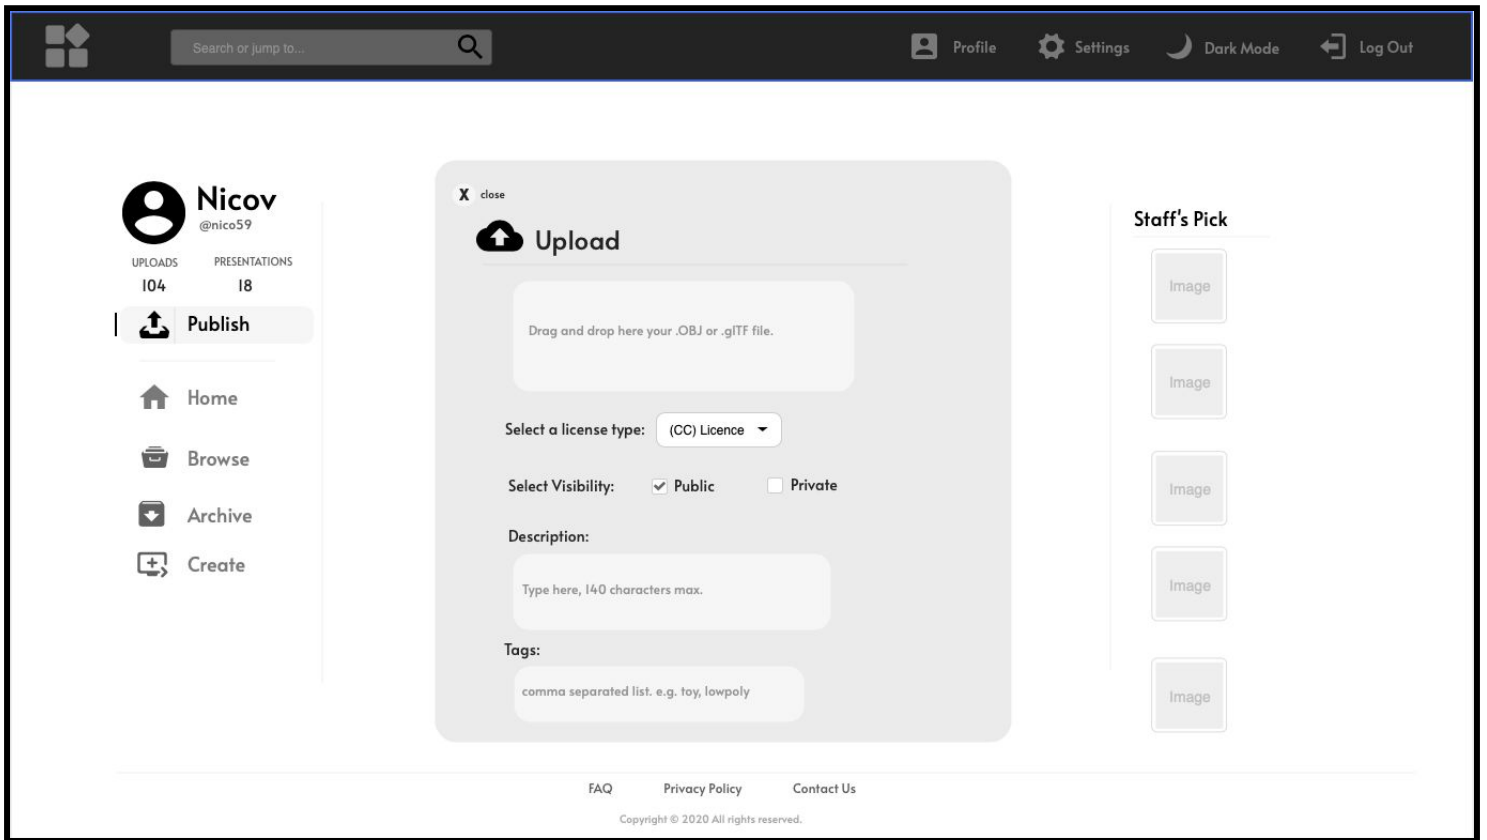 Search or jump to...
Profile
Settings
Dark Mode
Log Out
Nicov
@nico59
UPLOADS PRESENTATIONS
104 18
Publish
Home
Browse
Archive
Create
X close
Upload
Drag and drop here your .OBJ or .glTF file.
Select a license type: (CC) Licence
Select Visibility: Public Private
Description:
Type here, 140 characters max.
Tags:
comma separated list. e.g. toy, lowpoly
Staff's Pick
Image
Image
Image
Image
Image
FAQ Privacy Policy Contact Us
Copyright © 2020 All rights reserved.